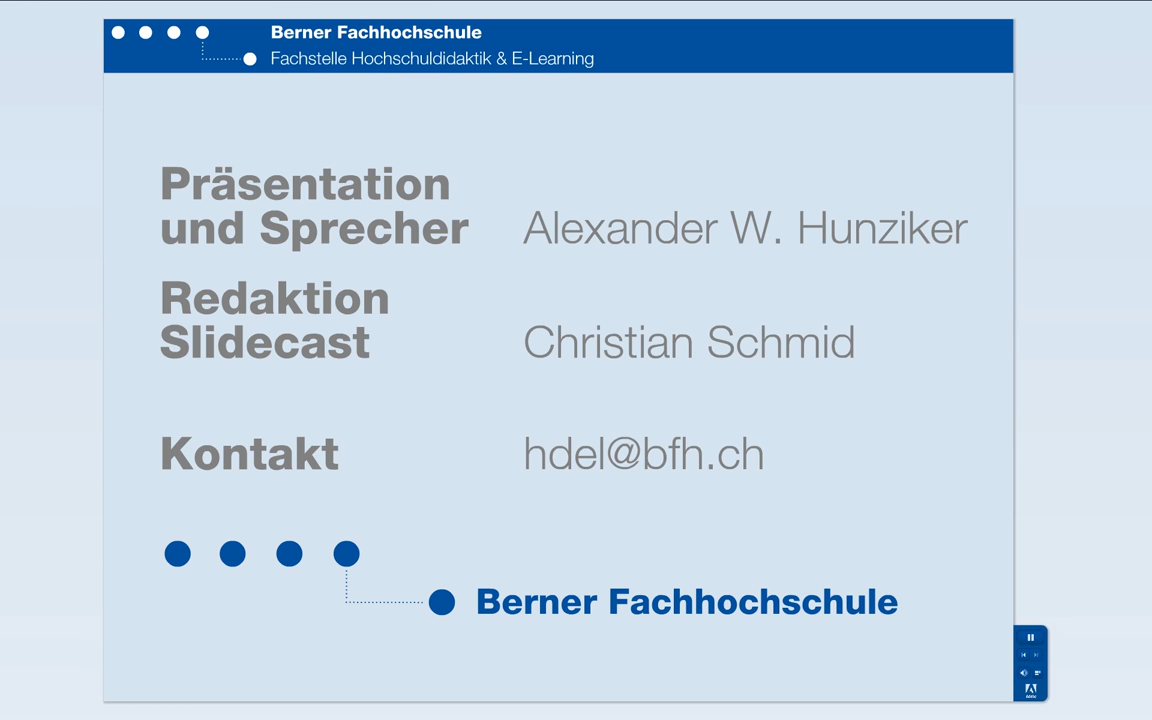 Berner Fachhochschule
Fachstelle Hochschuldidaktik & E-Learning
Präsentation
und Sprecher Alexander W. Hunziker
Redaktion
Slidecast Christian Schmid
Kontakt hdel@bfh.ch
Berner Fachhochschule